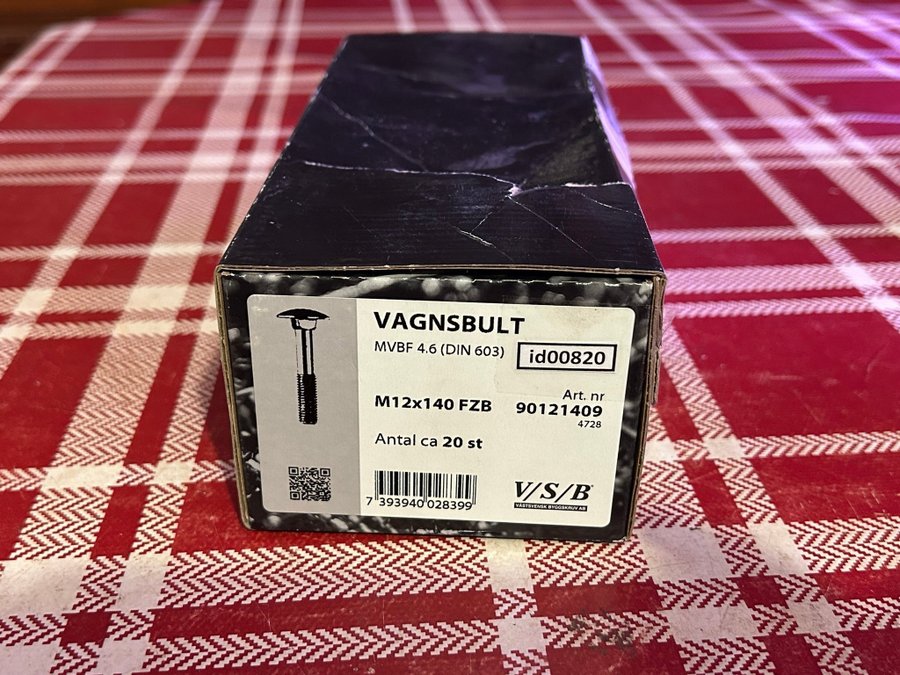 VAGNSBULT
MVBF 4.6 (DIN 603)
id00820
M12x140 FZB
Art. nr
90121409
4728
Antal ca 20 st
7 393940 028399
V/S/B®
VÄSTSVENSK BYGGSKRUV AB